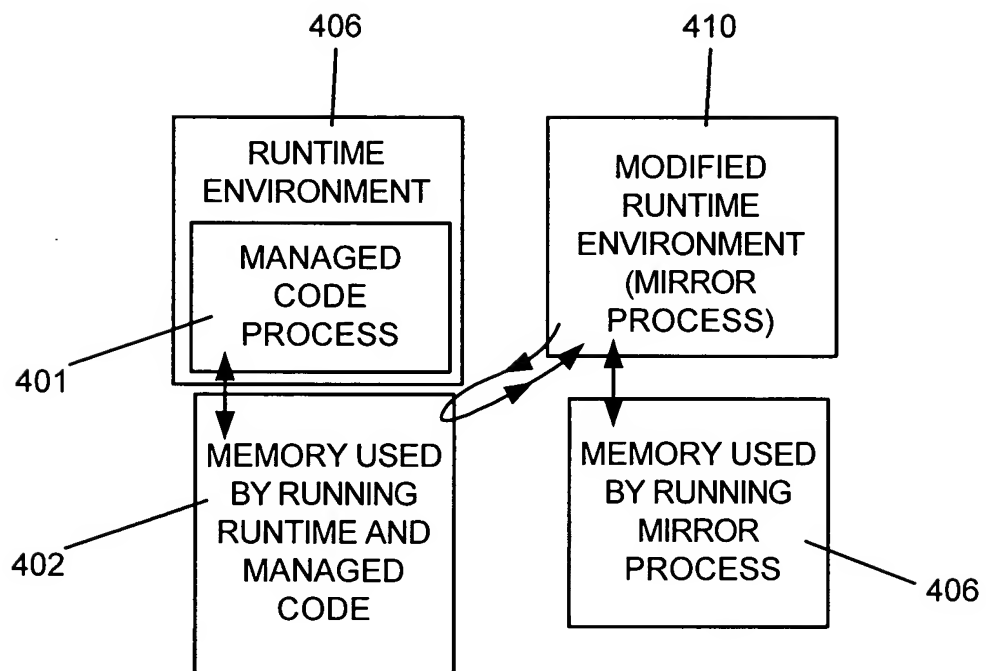 406
410
RUNTIME
ENVIRONMENT
MANAGED
CODE
PROCESS
MODIFIED
RUNTIME
ENVIRONMENT
(MIRROR
PROCESS)
401
MEMORY USED
BY RUNNING
RUNTIME AND
MANAGED
CODE
402
MEMORY USED
BY RUNNING
MIRROR
PROCESS
406